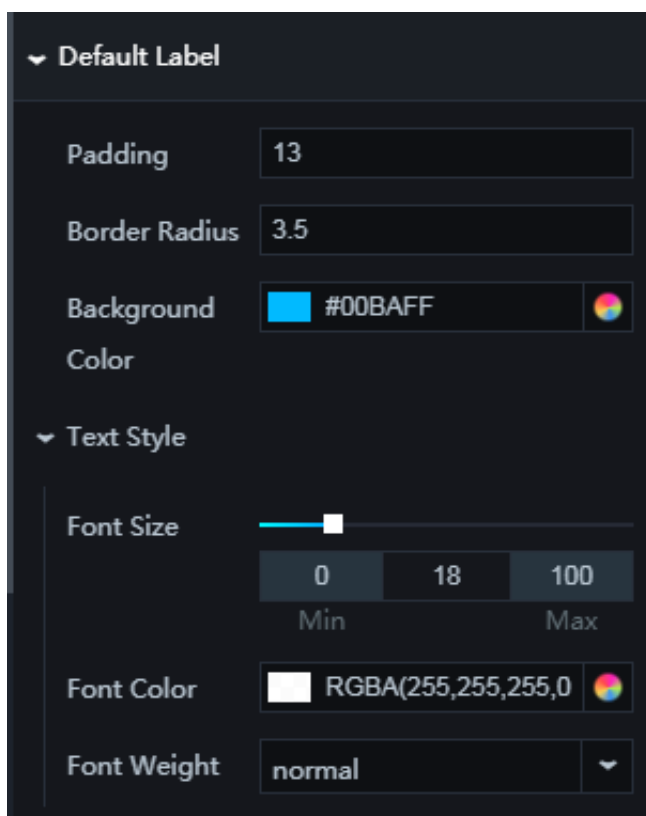 Default Label
Padding 13
Border Radius 3.5
Background #00BAFF
Color
Text Style
Font Size
0 18 100
Min Max
Font Color RGBA(255,255,255,0
Font Weight normal